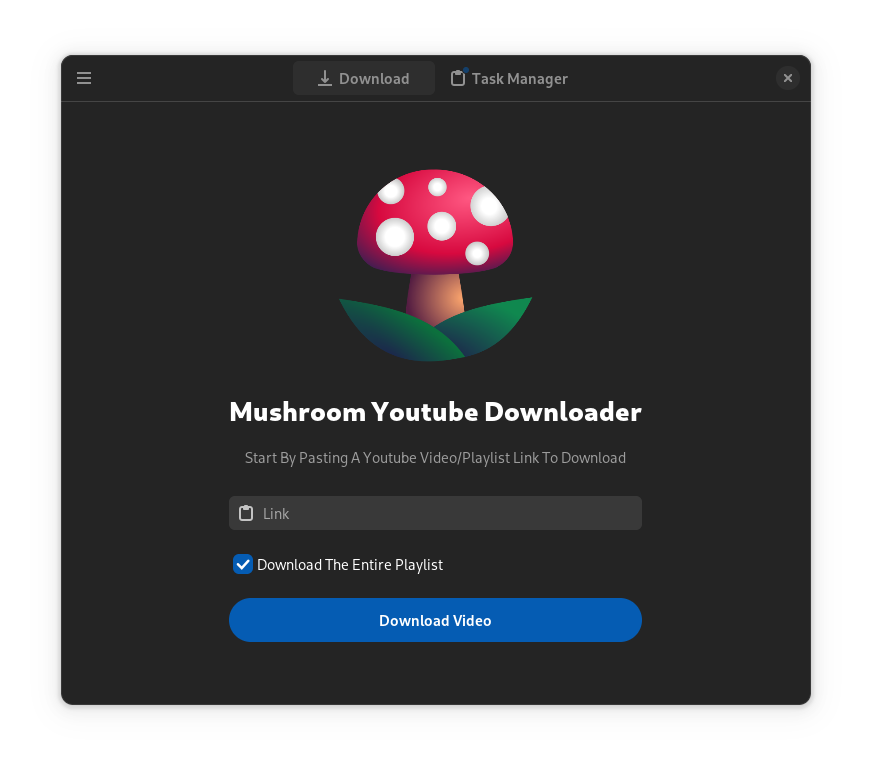 Download
Task Manager
Mushroom Youtube Downloader
Start By Pasting A Youtube Video/Playlist Link To Download
Link
Download The Entire Playlist
Download Video